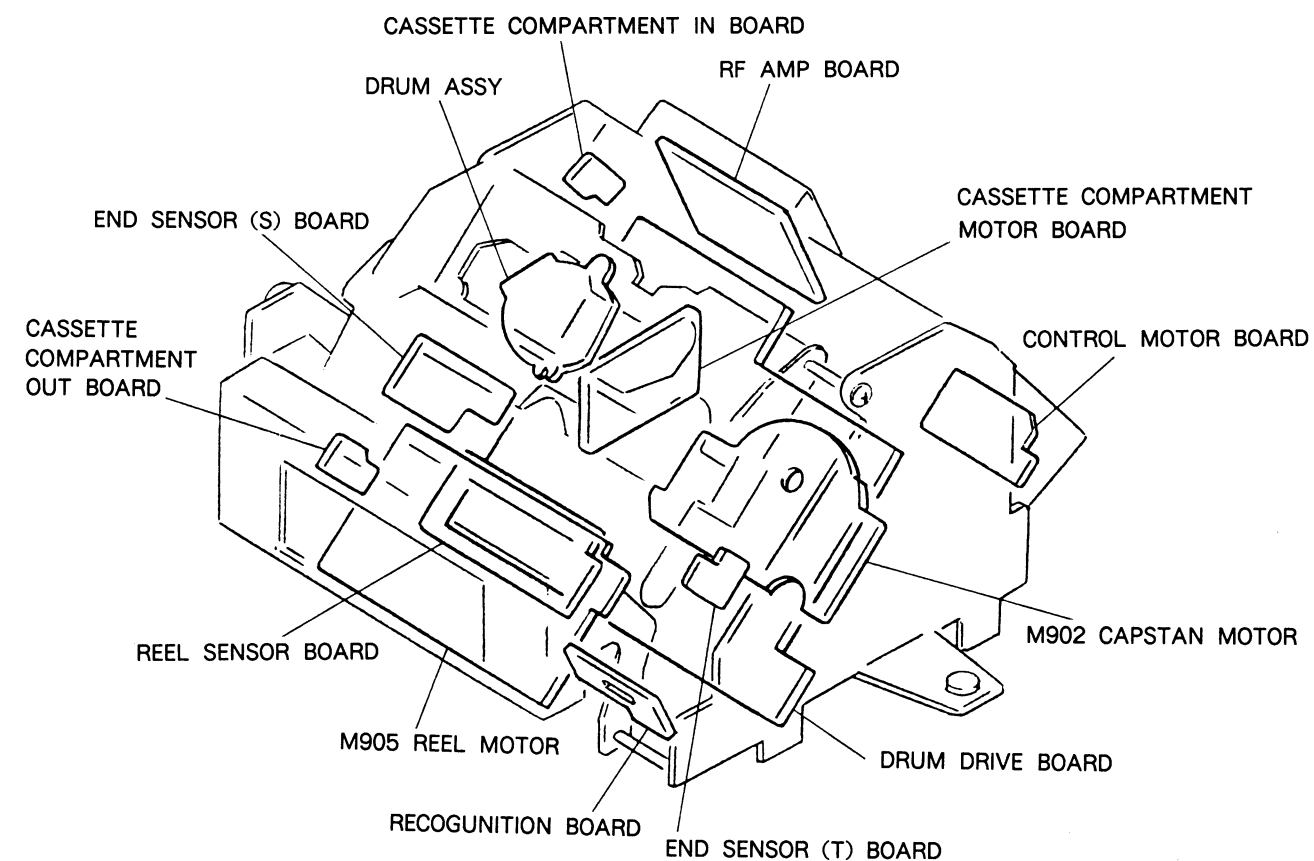 CASSETTE COMPARTMENT IN BOARD
RF AMP BOARD
DRUM ASSY
CASSETTE COMPARTMENT
MOTOR BOARD
END SENSOR (S) BOARD
CASSETTE
COMPARTMENT
OUT BOARD
CONTROL MOTOR BOARD
M902 CAPSTAN MOTOR
REEL SENSOR BOARD
M905 REEL MOTOR
DRUM DRIVE BOARD
RECOGUNITION BOARD
END SENSOR (T) BOARD